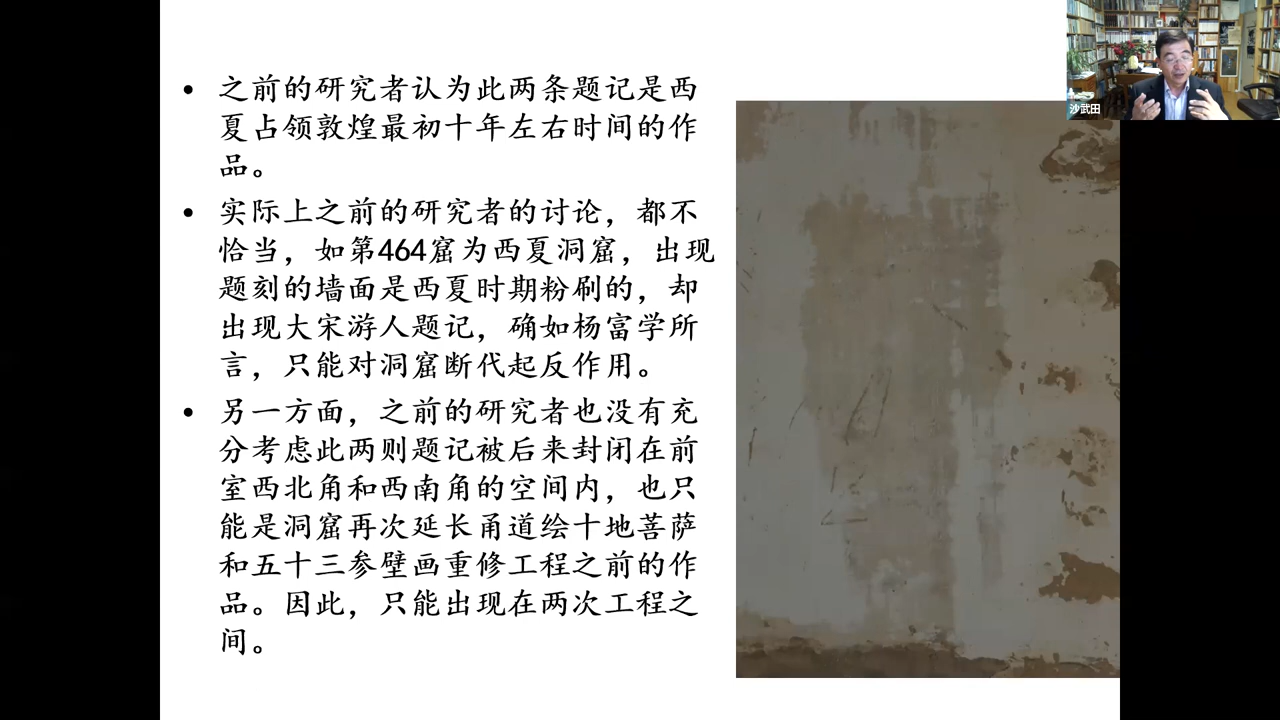 • 之前的研究者认为此两条题记是西
夏占领敦煌最初十年左右时间的作
品。
• 实际上之前的研究者的讨论，都不
恰当，如第464窟为西夏洞窟，出现
题刻的墙面是西夏时期粉刷的，却
出现大宋游人题记，确如杨富学所
言，只能对洞窟断代起反作用。
• 另一方面，之前的研究者也没有充
分考虑此两则题记被后来封闭在前
室西北角和西南角的空间内，也只
能是洞窟再次延长甬道绘十地菩萨
和五十三参壁画重修工程之前的作
品。因此，只能出现在两次工程之
间。
沙武田